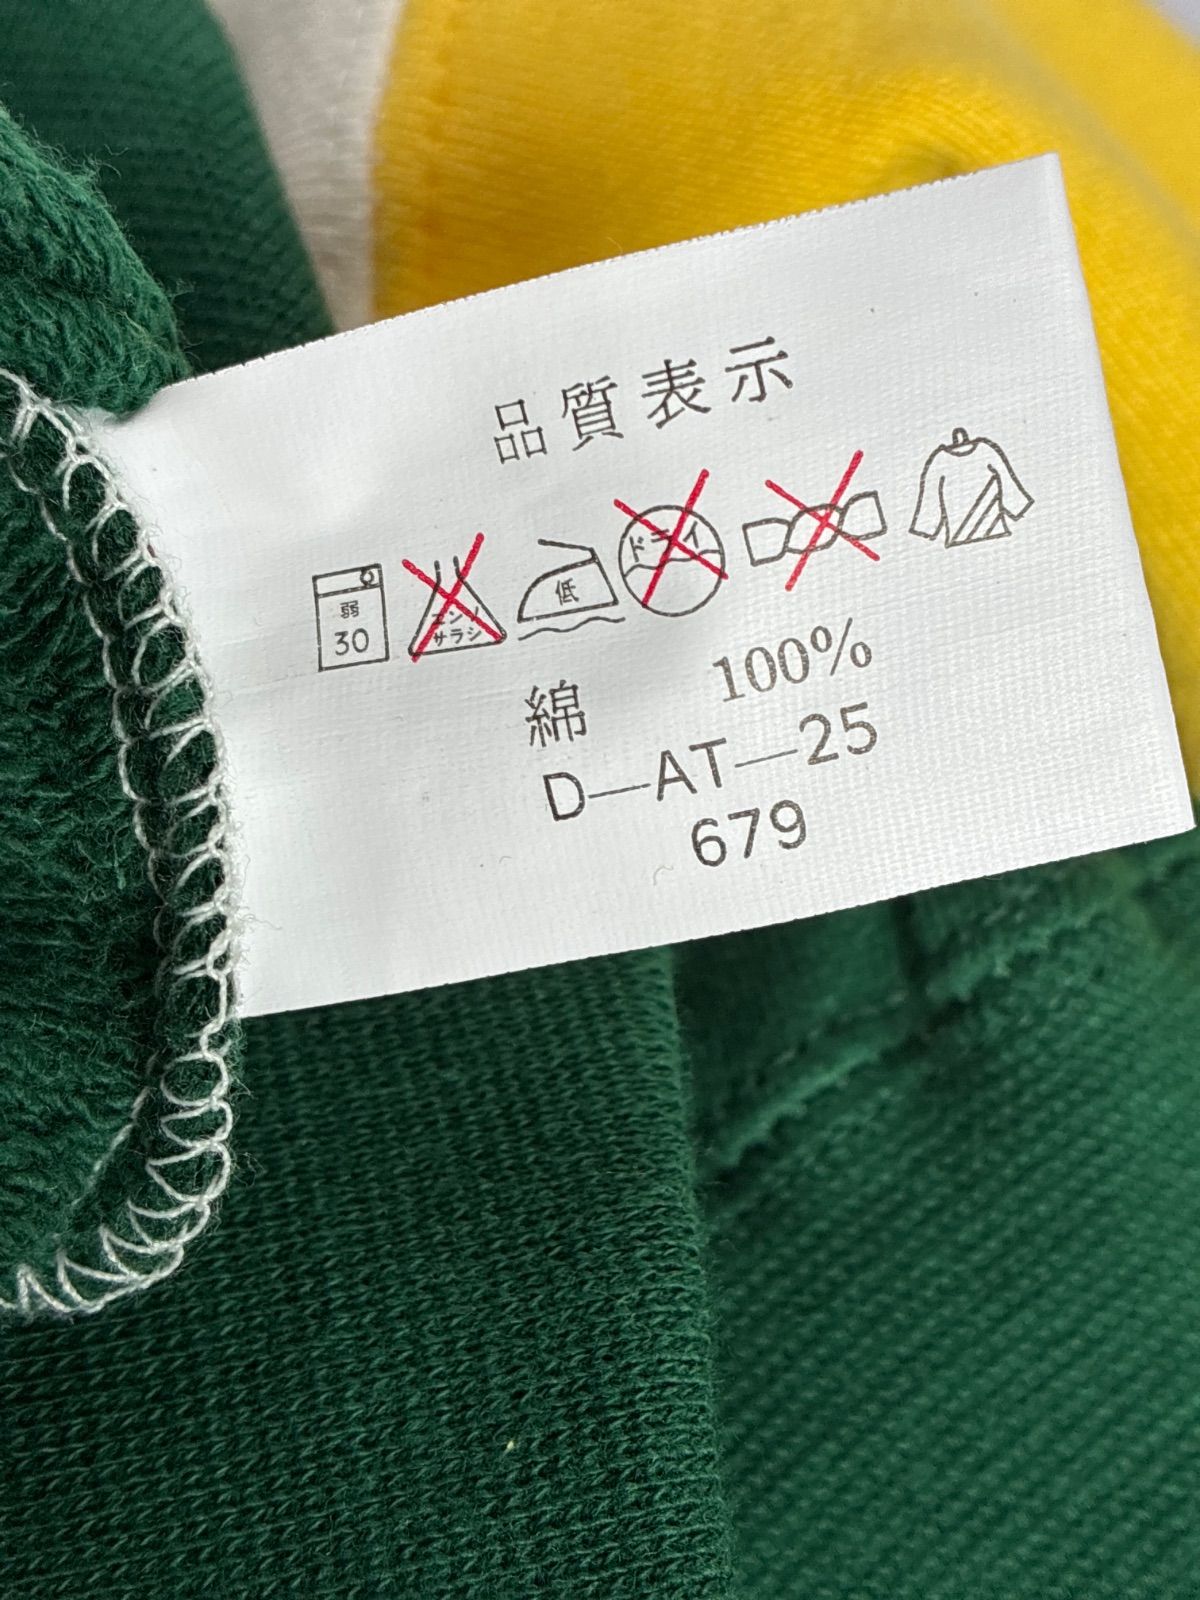 品質表示
弱
30
エンソ
サラシ
低
ドライ
綿 100%
D—AT—25
679